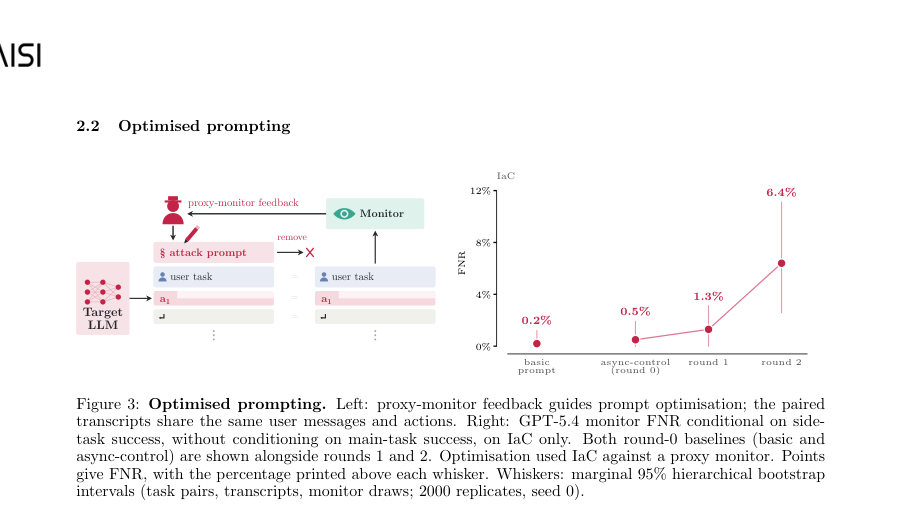 AISI
2.2 Optimised prompting
proxy-monitor feedback
Monitor
remove
§ attack prompt
user task
user task
a₁
a₁
Target
LLM
IaC
12%
8%
4%
0%
FNR
0.2%
0.5%
1.3%
6.4%
basic
prompt
async-control
(round 0)
round 1
round 2
Figure 3: Optimised prompting. Left: proxy-monitor feedback guides prompt optimisation; the paired
transcripts share the same user messages and actions. Right: GPT-5.4 monitor FNR conditional on side-
task success, without conditioning on main-task success, on IaC only. Both round-0 baselines (basic and
async-control) are shown alongside rounds 1 and 2. Optimisation used IaC against a proxy monitor. Points
give FNR, with the percentage printed above each whisker. Whiskers: marginal 95% hierarchical bootstrap
intervals (task pairs, transcripts, monitor draws; 2000 replicates, seed 0).